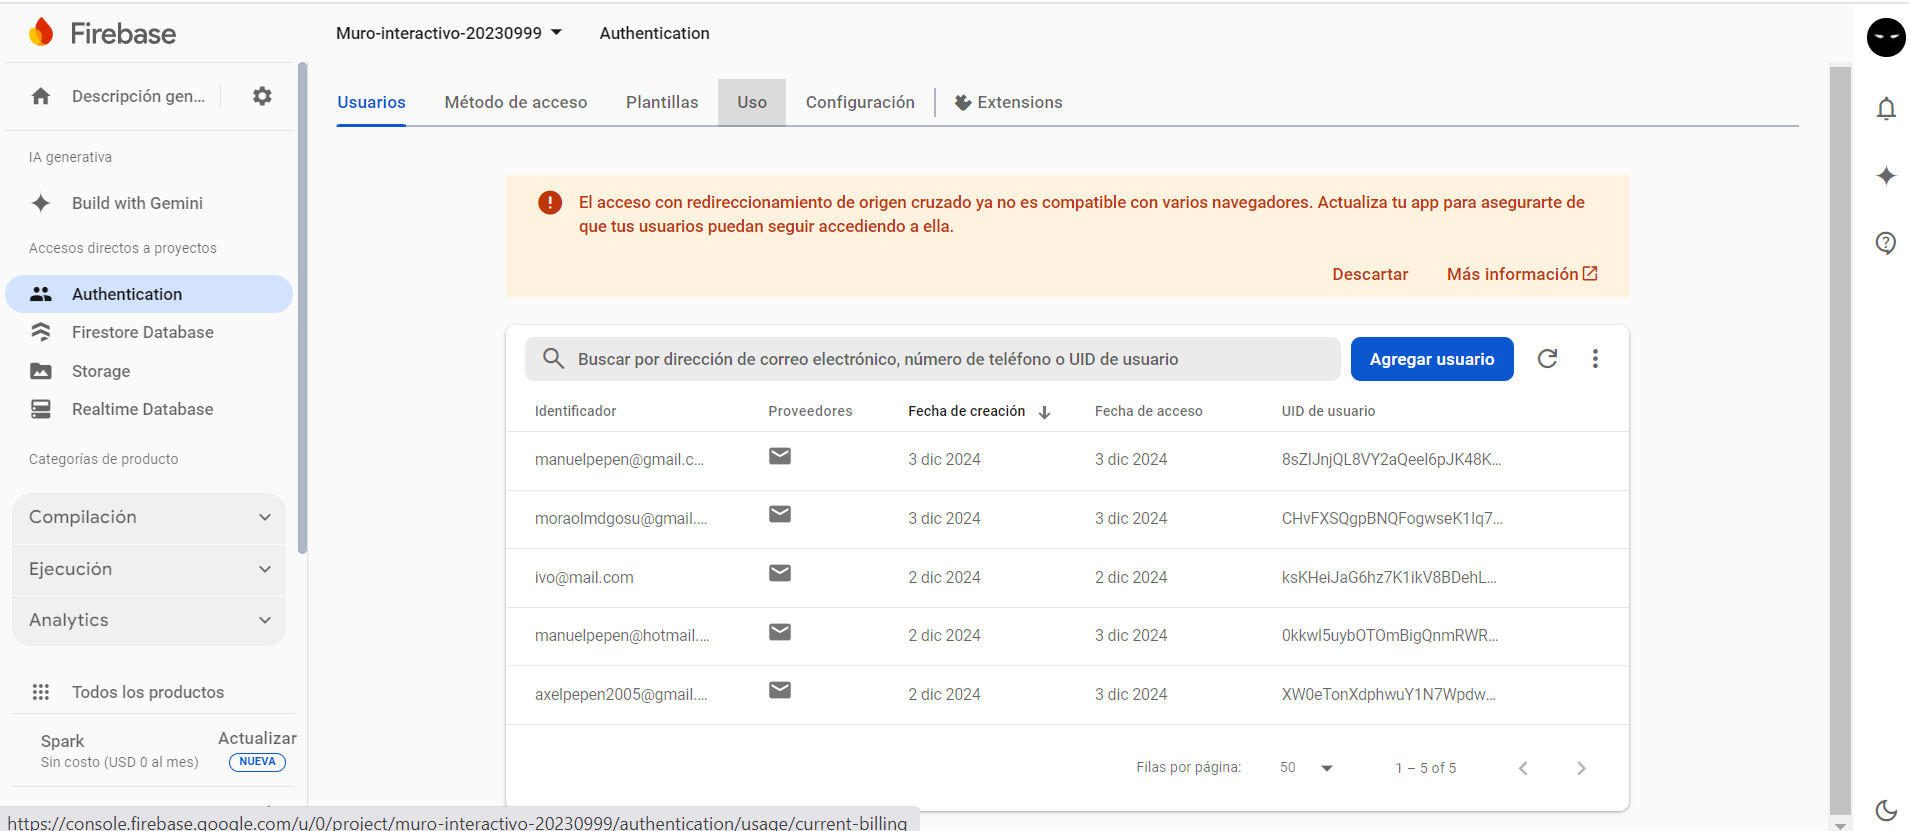 Firebase
Muro-interactivo-20230999
Authentication
Descripción gen...
Usuarios
Método de acceso
Plantillas
Uso
Configuración
Extensions
IA generativa
Build with Gemini
Accesos directos a proyectos
Authentication
Firestore Database
Storage
Realtime Database
Categorías de producto
Compilación
Ejecución
Analytics
Todos los productos
Spark
Sin costo (USD 0 al mes)
Actualizar
NUEVA
El acceso con redireccionamiento de origen cruzado ya no es compatible con varios navegadores. Actualiza tu app para asegurarte de
que tus usuarios puedan seguir accediendo a ella.
Descartar
Más información
Buscar por dirección de correo electrónico, número de teléfono o UID de usuario
Agregar usuario
Identificador Proveedores Fecha de creación Fecha de acceso UID de usuario
manuelpepen@gmail.c... 3 dic 2024 3 dic 2024 8sZIJnjQL8VY2aQeel6pJK48K...
moraolmdgosu@gmail.... 3 dic 2024 3 dic 2024 CHvFXSQgpBNQFogwseK1Iq7...
ivo@mail.com 2 dic 2024 2 dic 2024 ksKHeiJaG6hz7K1ikV8BDehL...
manuelpepen@hotmail.... 2 dic 2024 3 dic 2024 0kkwI5uybOTOmBigQnmRWR...
axelpepen2005@gmail.... 2 dic 2024 3 dic 2024 XW0eTonXdphwuY1N7Wpdw...
Filas por página: 50 1 – 5 of 5
https://console.firebase.google.com/u/0/project/muro-interactivo-20230999/authentication/usage/current-billing